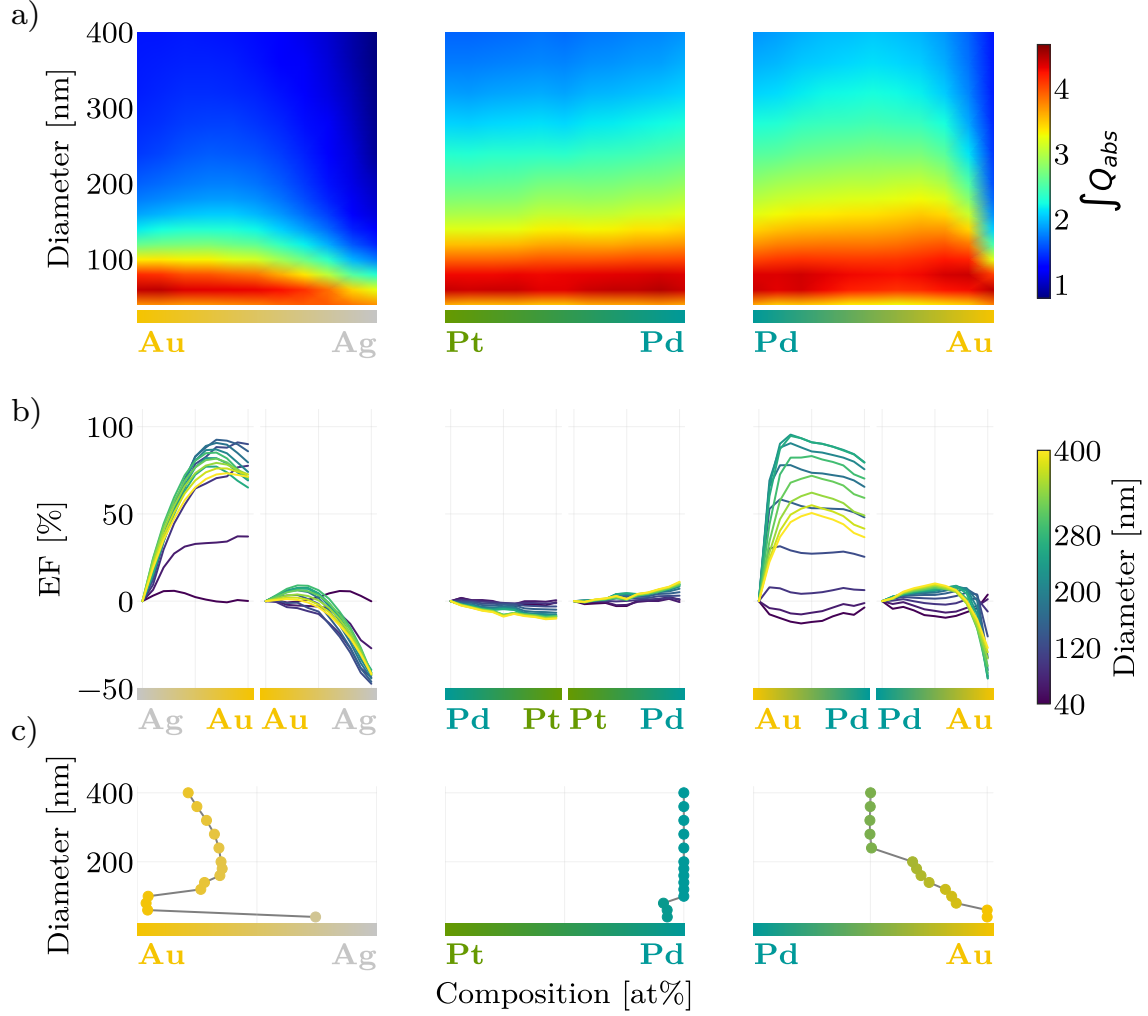 a)
Diameter [nm]
400
300
200
100
Au Ag
Pt Pd
Pd Au
4
3
2
1
∫Q_abs
b)
EF [%]
100
50
0
−50
Ag Au Au Ag
Pd Pt Pt Pd
Au Pd Pd Au
400
280
200
120
40
Diameter [nm]
c)
Diameter [nm]
400
200
Au Ag
Pt Pd
Pd Au
Composition [at%]